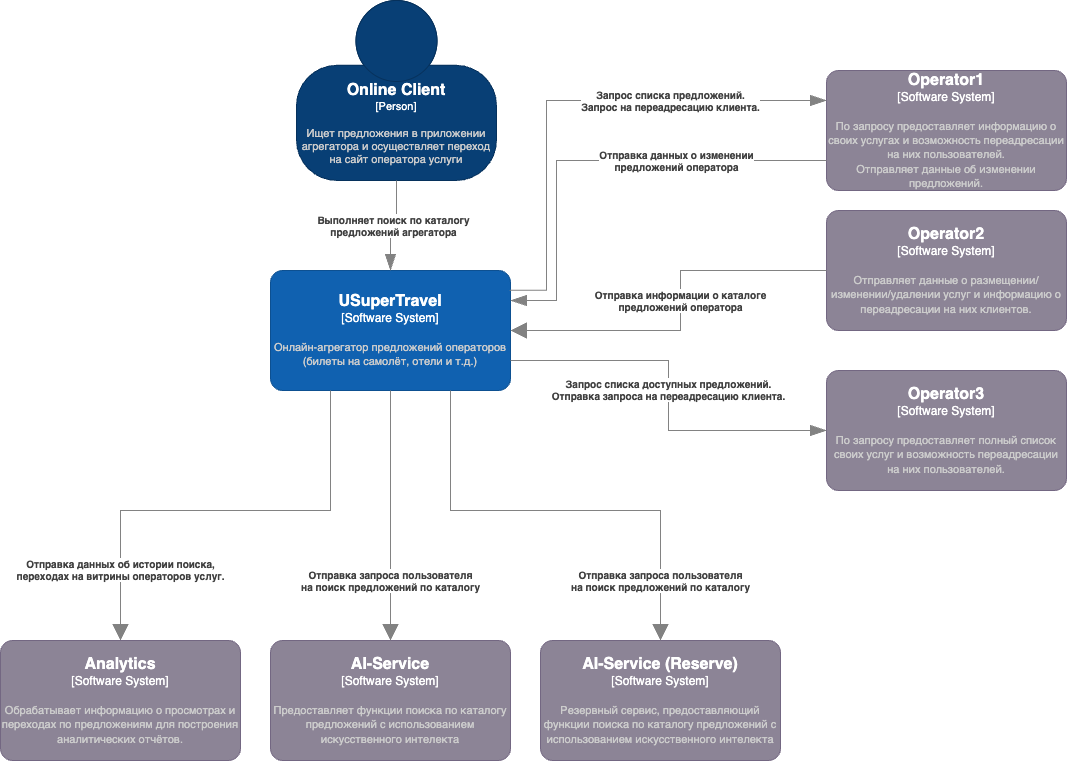 Online Client
[Person]
Ищет предложения в приложении
агрегатора и осуществляет переход
на сайт оператора услуги
Выполняет поиск по каталогу
предложений агрегатора
USuperTravel
[Software System]
Онлайн-агрегатор предложений операторов
(билеты на самолёт, отели и т.д.)
Запрос списка предложений.
Запрос на переадресацию клиента.
Отправка данных о изменении
предложений оператора
Отправка информации о каталоге
предложений оператора
Запрос списка доступных предложений.
Отправка запроса на переадресацию клиента.
Operator1
[Software System]
По запросу предоставляет информацию о
своих услугах и возможность переадресации
на них пользователей.
Отправляет данные об изменении
предложений.
Operator2
[Software System]
Отправляет данные о размещении/
изменении/удалении услуг и информацию о
переадресации на них клиентов.
Operator3
[Software System]
По запросу предоставляет полный список
своих услуг и возможность переадресации
на них пользователей.
Отправка данных об истории поиска,
переходах на витрины операторов услуг.
Отправка запроса пользователя
на поиск предложений по каталогу
Отправка запроса пользователя
на поиск предложений по каталогу
Analytics
[Software System]
Обрабатывает информацию о просмотрах и
переходах по предложениям для построения
аналитических отчётов.
AI-Service
[Software System]
Предоставляет функции поиска по каталогу
предложений с использованием
искусственного интелекта
AI-Service (Reserve)
[Software System]
Резервный сервис, предоставляющий
функции поиска по каталогу предложений с
использованием искусственного интелекта